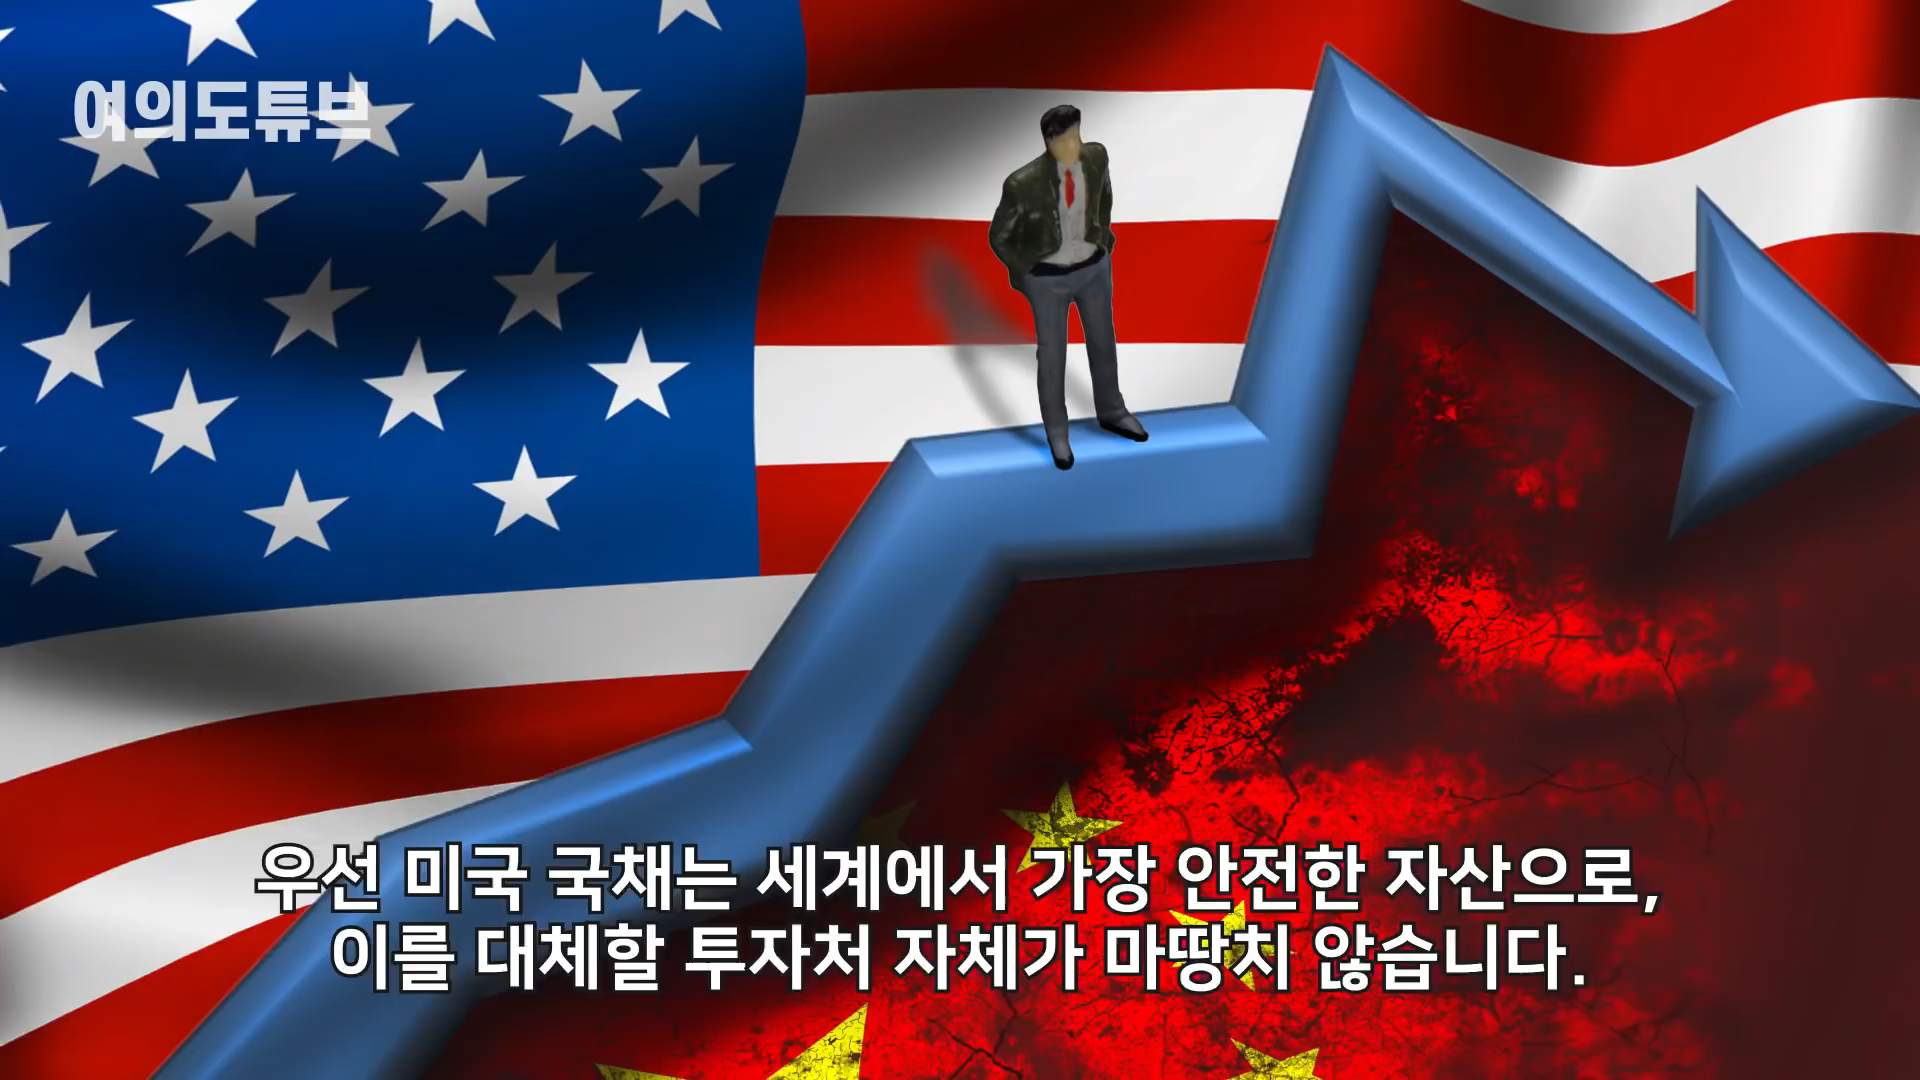 여의도튜브
우선 미국 국채는 세계에서 가장 안전한 자산으로,
이를 대체할 투자처 자체가 마땅치 않습니다.